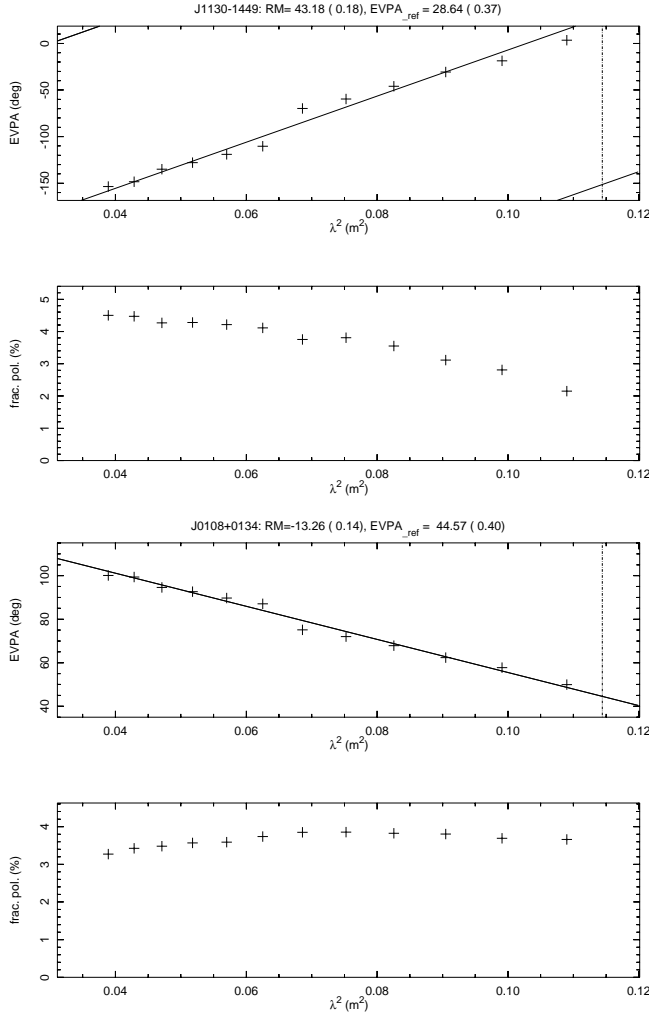 J1130-1449: RM= 43.18 ( 0.18), EVPA_ref = 28.64 ( 0.37)
0
-50
-100
-150
EVPA (deg)
0.04 0.06 0.08 0.10 0.12
λ² (m²)
5
4
3
2
1
0
frac. pol. (%)
0.04 0.06 0.08 0.10 0.12
λ² (m²)
J0108+0134: RM=-13.26 ( 0.14), EVPA_ref = 44.57 ( 0.40)
100
80
60
40
EVPA (deg)
0.04 0.06 0.08 0.10 0.12
λ² (m²)
4
3
2
1
0
frac. pol. (%)
0.04 0.06 0.08 0.10 0.12
λ² (m²)